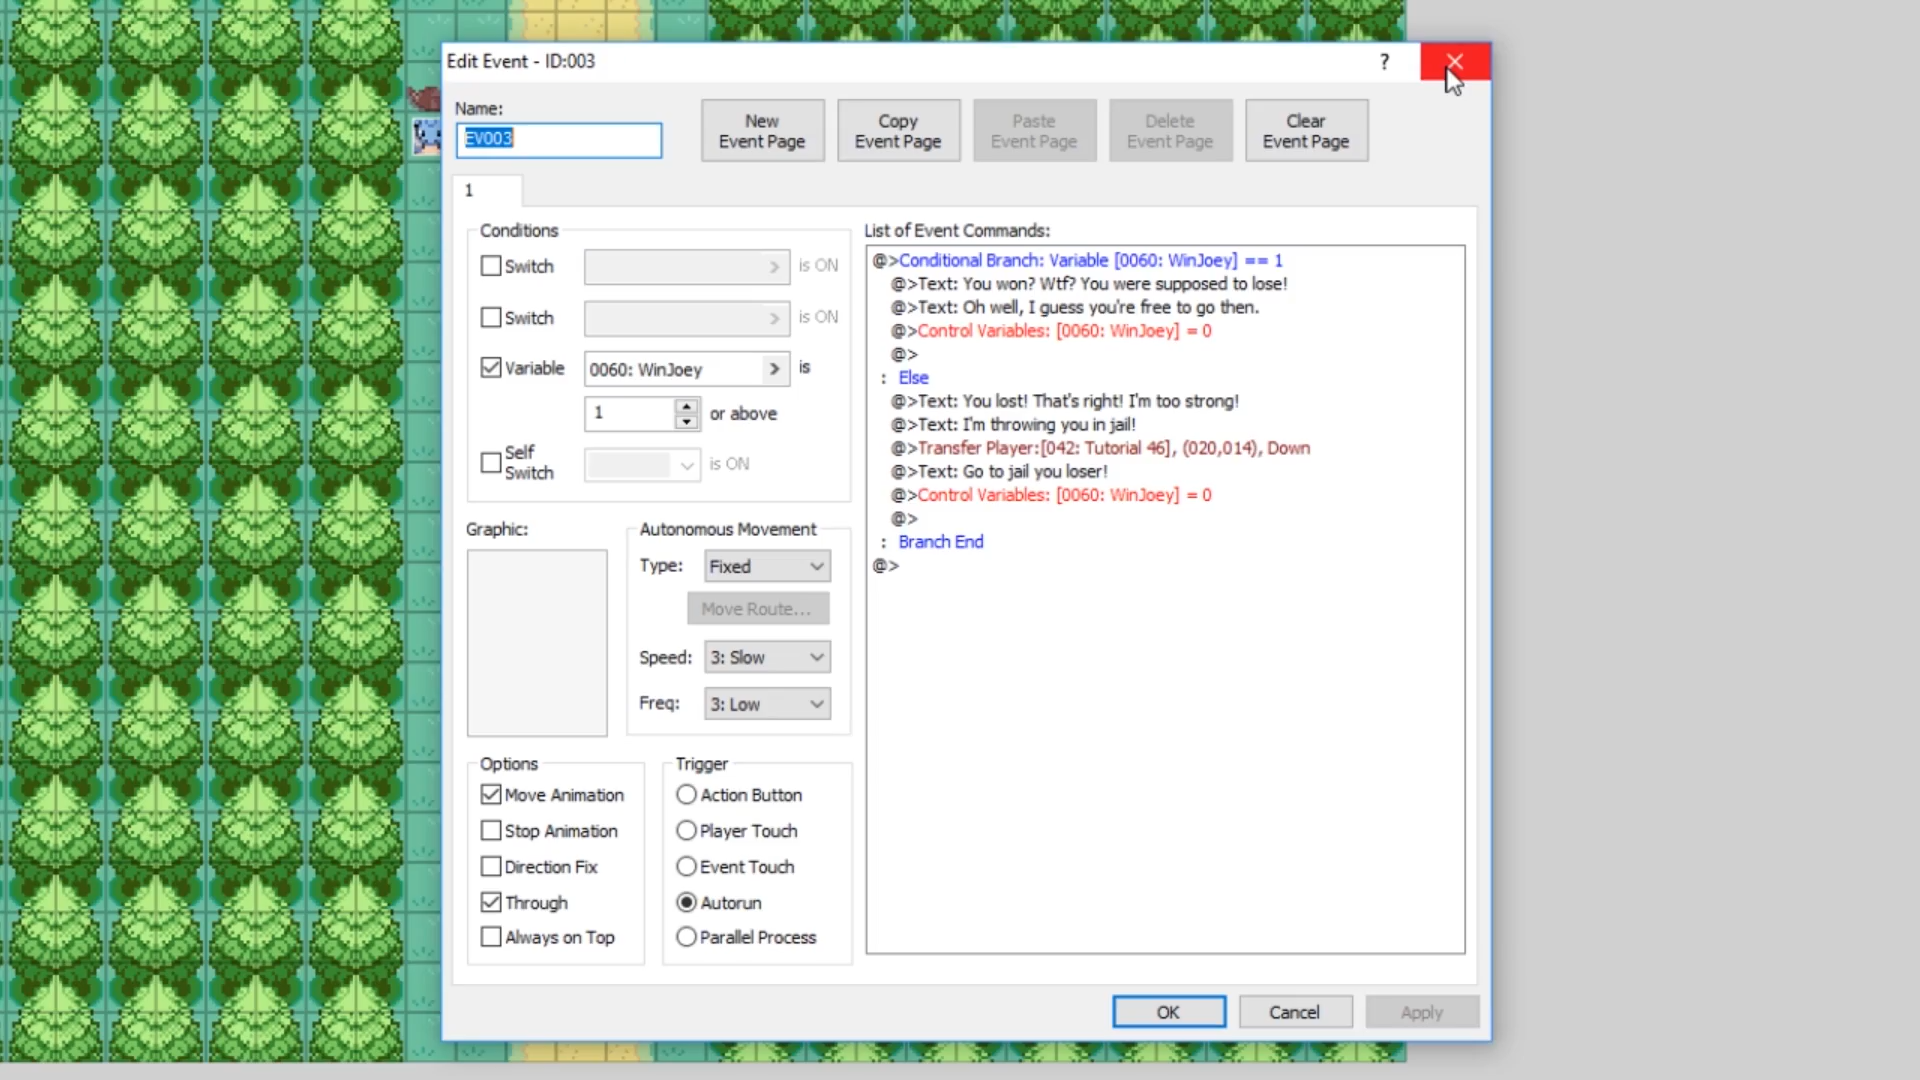 Edit Event - ID:003
?
Name:
EV003
New
Event Page
Copy
Event Page
Paste
Event Page
Delete
Event Page
Clear
Event Page
1
Conditions
Switch
is ON
Switch
is ON
Variable
0060: WinJoey
is
1
or above
Self
Switch
is ON
Graphic:
Autonomous Movement
Type:
Fixed
Move Route...
Speed:
3: Slow
Freq:
3: Low
Options
Move Animation
Stop Animation
Direction Fix
Through
Always on Top
Trigger
Action Button
Player Touch
Event Touch
Autorun
Parallel Process
List of Event Commands:
@>Conditional Branch: Variable [0060: WinJoey] == 1
@>Text: You won? Wtf? You were supposed to lose!
@>Text: Oh well, I guess you're free to go then.
@>Control Variables: [0060: WinJoey] = 0
@>
: Else
@>Text: You lost! That's right! I'm too strong!
@>Text: I'm throwing you in jail!
@>Transfer Player:[042: Tutorial 46], (020,014), Down
@>Text: Go to jail you loser!
@>Control Variables: [0060: WinJoey] = 0
@>
: Branch End
@>
OK
Cancel
Apply